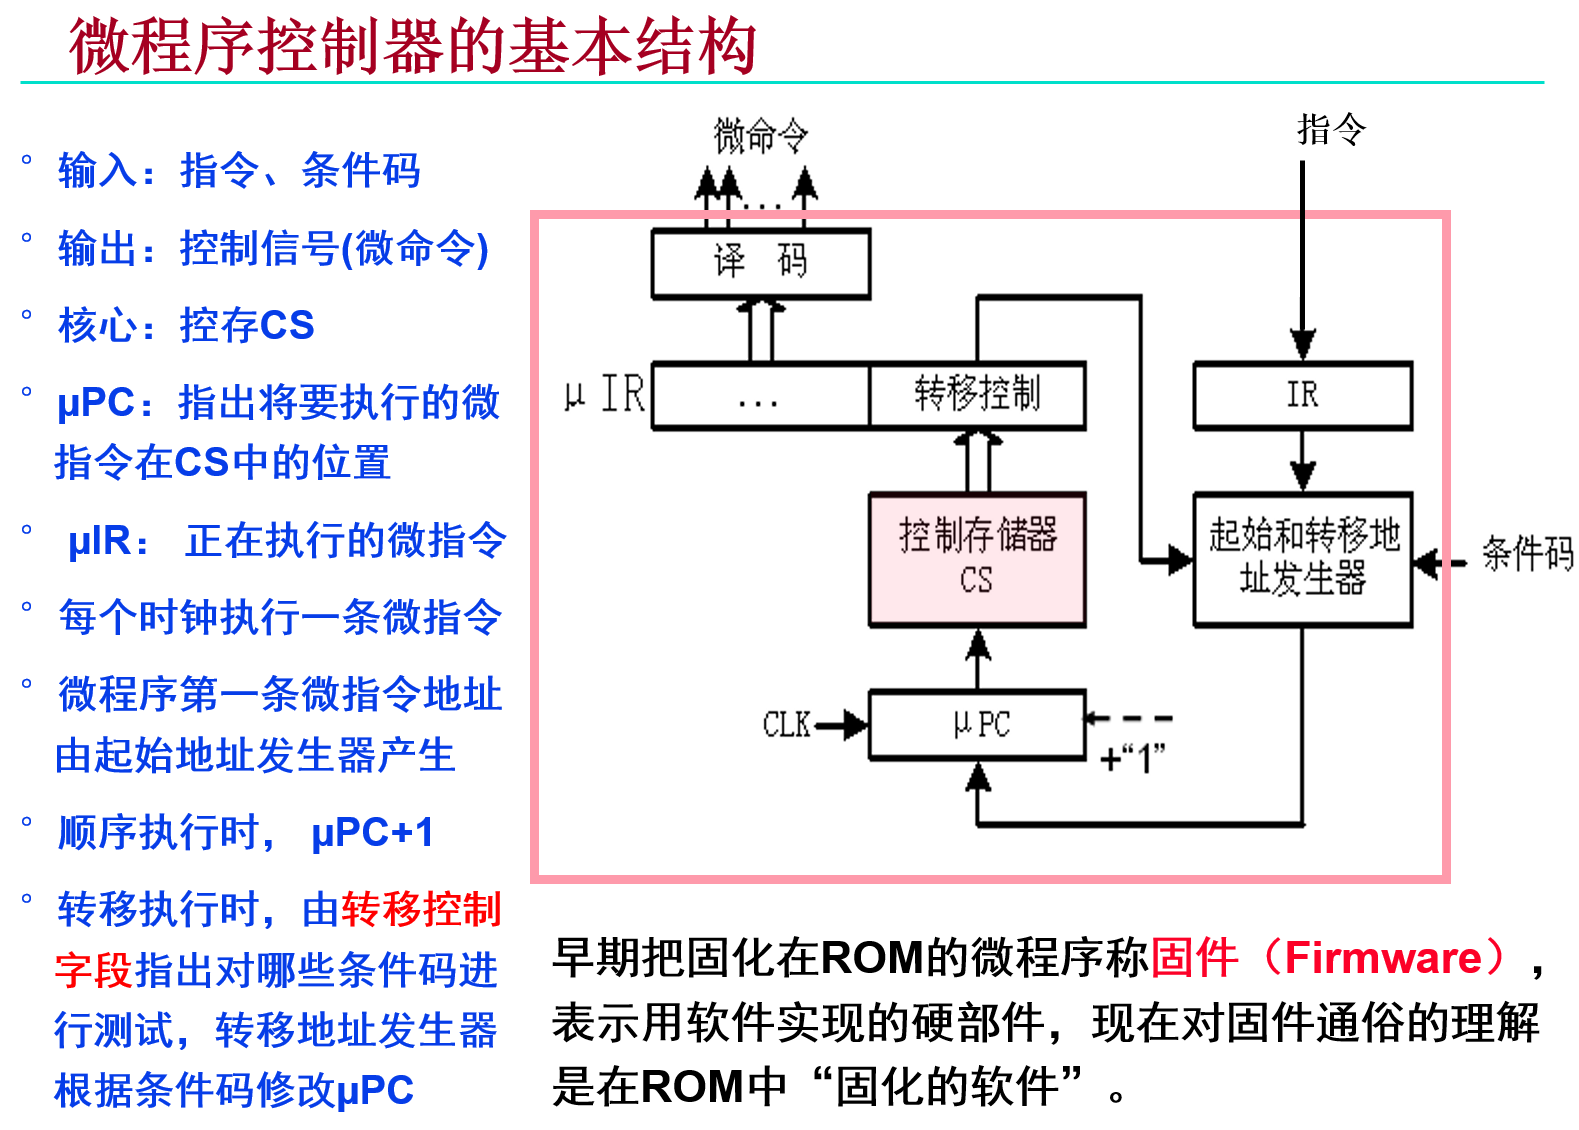 微程序控制器的基本结构
° 输入：指令、条件码
° 输出：控制信号(微命令)
° 核心：控存CS
° μPC：指出将要执行的微
指令在CS中的位置
° μIR： 正在执行的微指令
° 每个时钟执行一条微指令
° 微程序第一条微指令地址
由起始地址发生器产生
° 顺序执行时， μPC+1
° 转移执行时，由转移控制
字段指出对哪些条件码进
行测试，转移地址发生器
根据条件码修改μPC
微命令
指令
...
译 码
μIR
...
转移控制
IR
控制存储器
CS
起始和转移地
址发生器
条件码
CLK
μPC
+“1”
早期把固化在ROM的微程序称固件（Firmware），
表示用软件实现的硬部件，现在对固件通俗的理解
是在ROM中“固化的软件”。